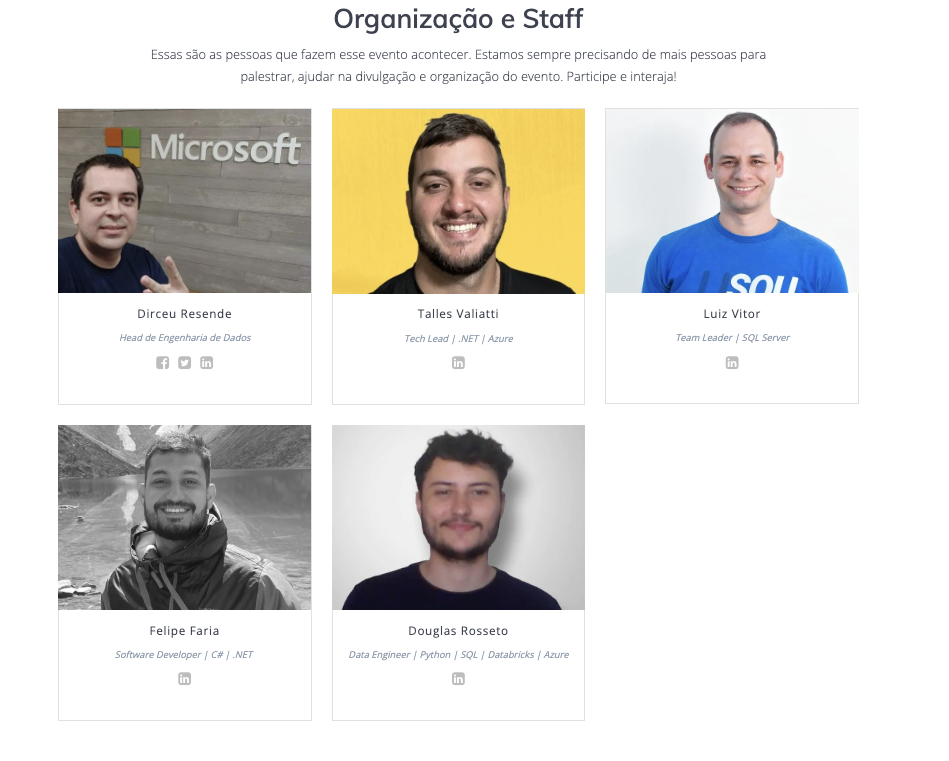 Organização e Staff
Essas são as pessoas que fazem esse evento acontecer. Estamos sempre precisando de mais pessoas para
palestrar, ajudar na divulgação e organização do evento. Participe e interaja!
Microsoft
SOU
Dirceu Resende
Head de Engenharia de Dados
Talles Valiatti
Tech Lead | .NET | Azure
Luiz Vitor
Team Leader | SQL Server
Felipe Faria
Software Developer | C# | .NET
Douglas Rosseto
Data Engineer | Python | SQL | Databricks | Azure